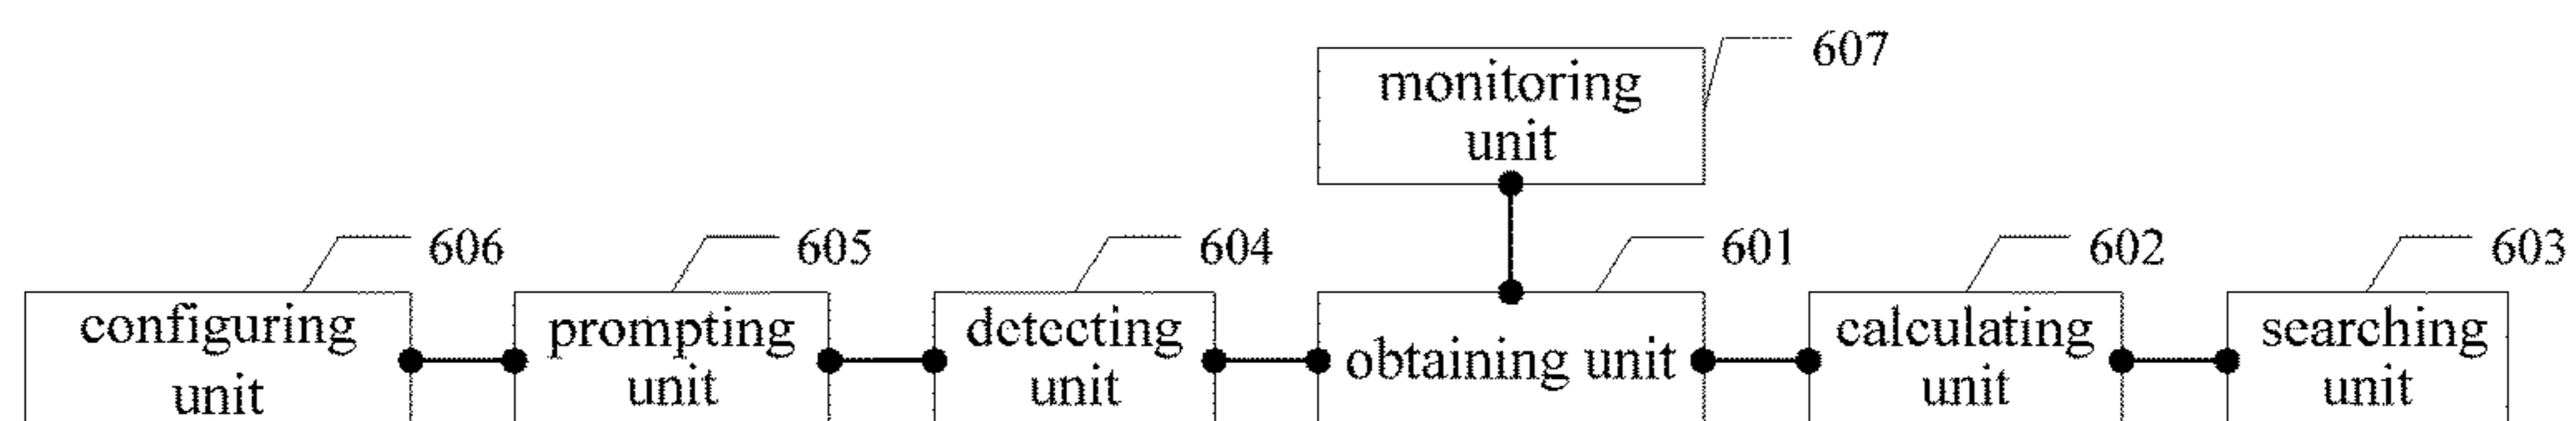 607
monitoring
unit
606
605
604
601
602
603
configuring
unit
prompting
unit
detecting
unit
obtaining unit
calculating
unit
searching
unit